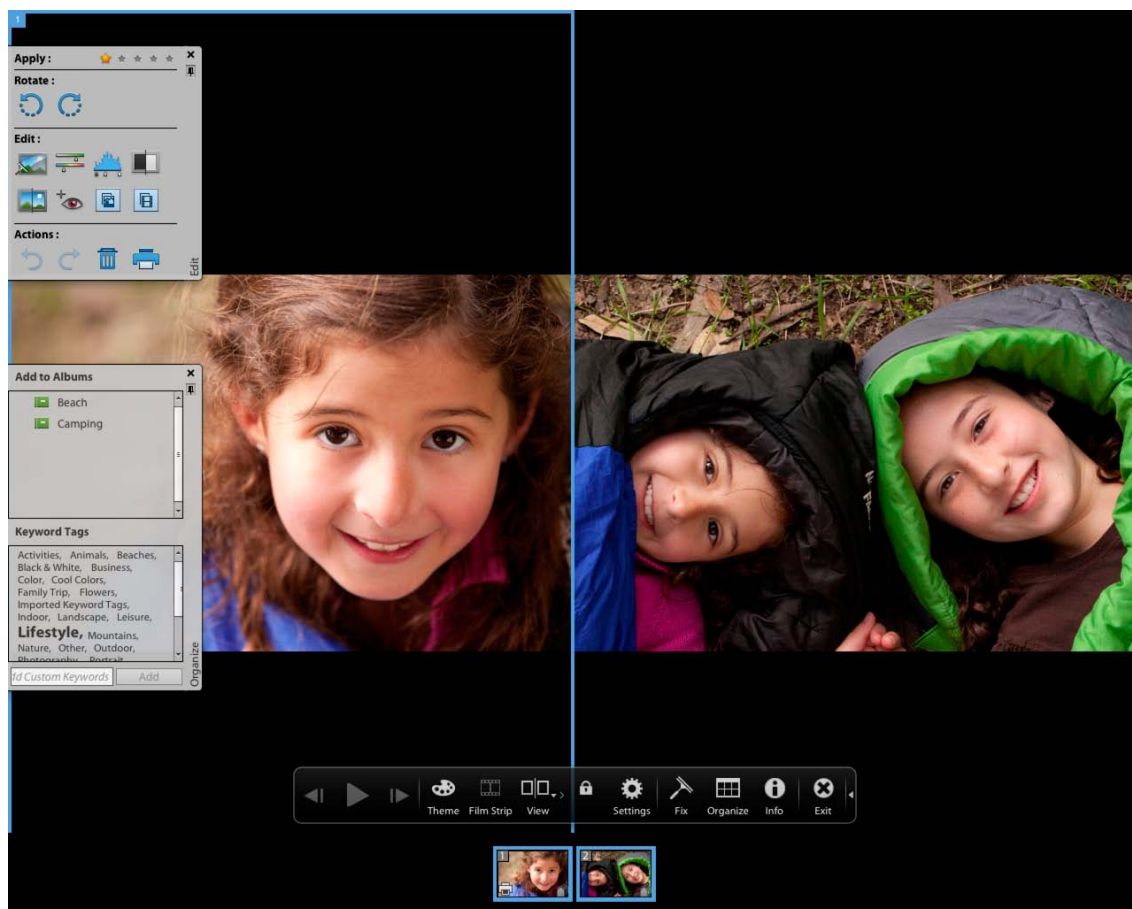 1
Apply :
Rotate :
Edit :
Actions :
Edit
Add to Albums
Beach
Camping
Keyword Tags
Activities, Animals, Beaches,
Black & White, Business,
Color, Cool Colors,
Family Trip, Flowers,
Imported Keyword Tags,
Indoor, Landscape, Leisure,
Lifestyle, Mountains,
Nature, Other, Outdoor,
Photography, Portrait
d Custom Keywords
Add
Organize
Theme
Film Strip
View
Settings
Fix
Organize
Info
Exit
1
2